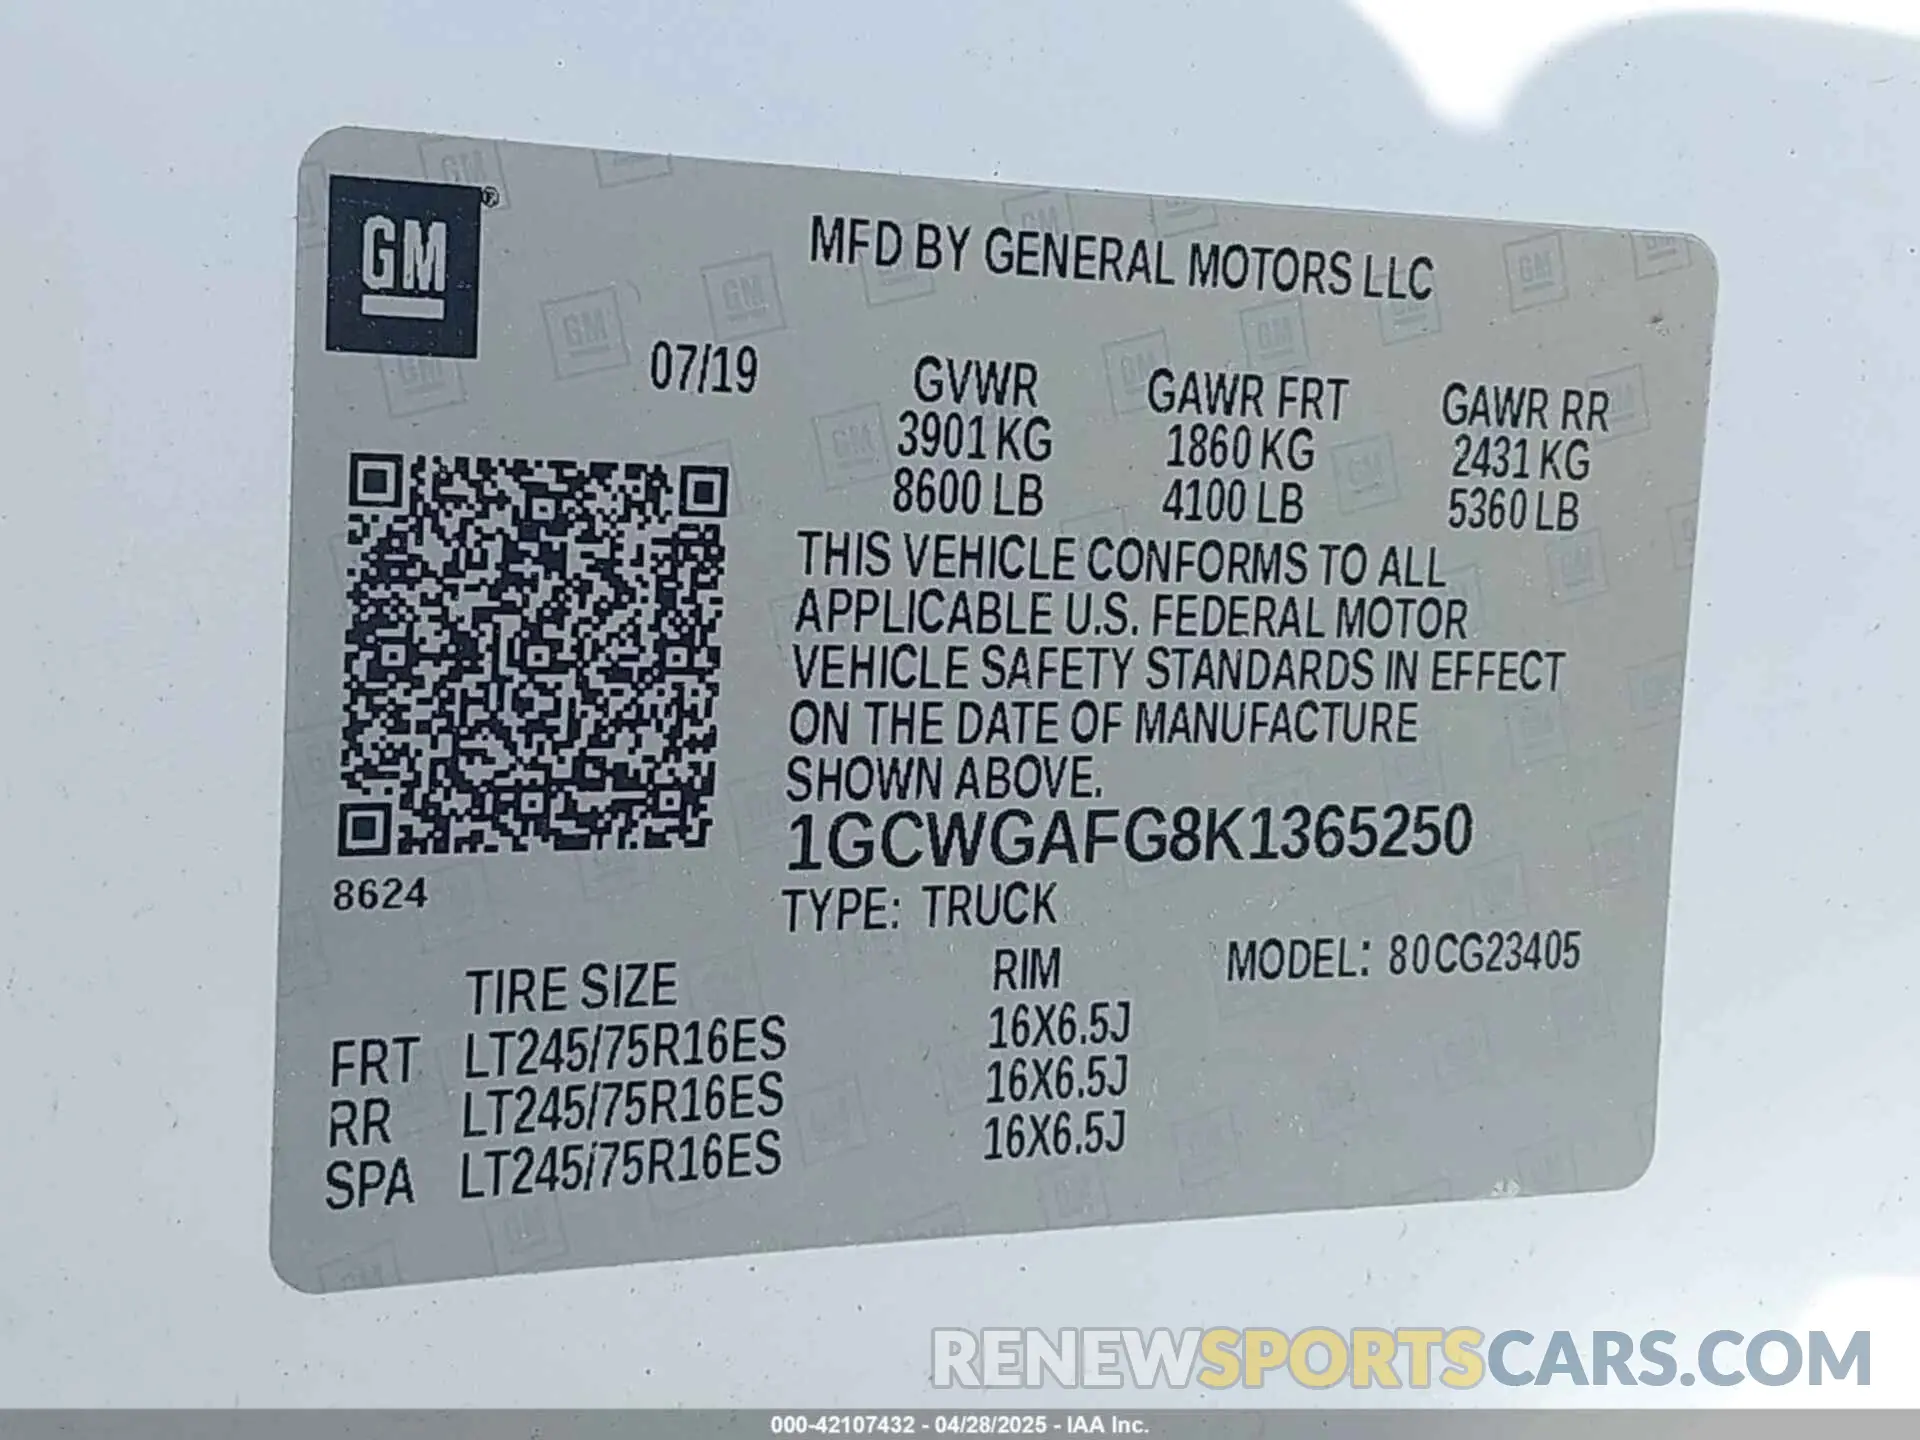 GM
MFD BY GENERAL MOTORS LLC
07/19
GVWR GAWR FRT GAWR RR
3901 KG 1860 KG 2431 KG
8600 LB 4100 LB 5360 LB
THIS VEHICLE CONFORMS TO ALL
APPLICABLE U.S. FEDERAL MOTOR
VEHICLE SAFETY STANDARDS IN EFFECT
ON THE DATE OF MANUFACTURE
SHOWN ABOVE.
1GCWGAFG8K1365250
8624
TYPE: TRUCK
TIRE SIZE RIM MODEL: 80CG23405
FRT LT245/75R16ES 16X6.5J
RR LT245/75R16ES 16X6.5J
SPA LT245/75R16ES 16X6.5J
RENEWSPORTSCARS.COM
000-42107432 - 04/28/2025 - IAA Inc.